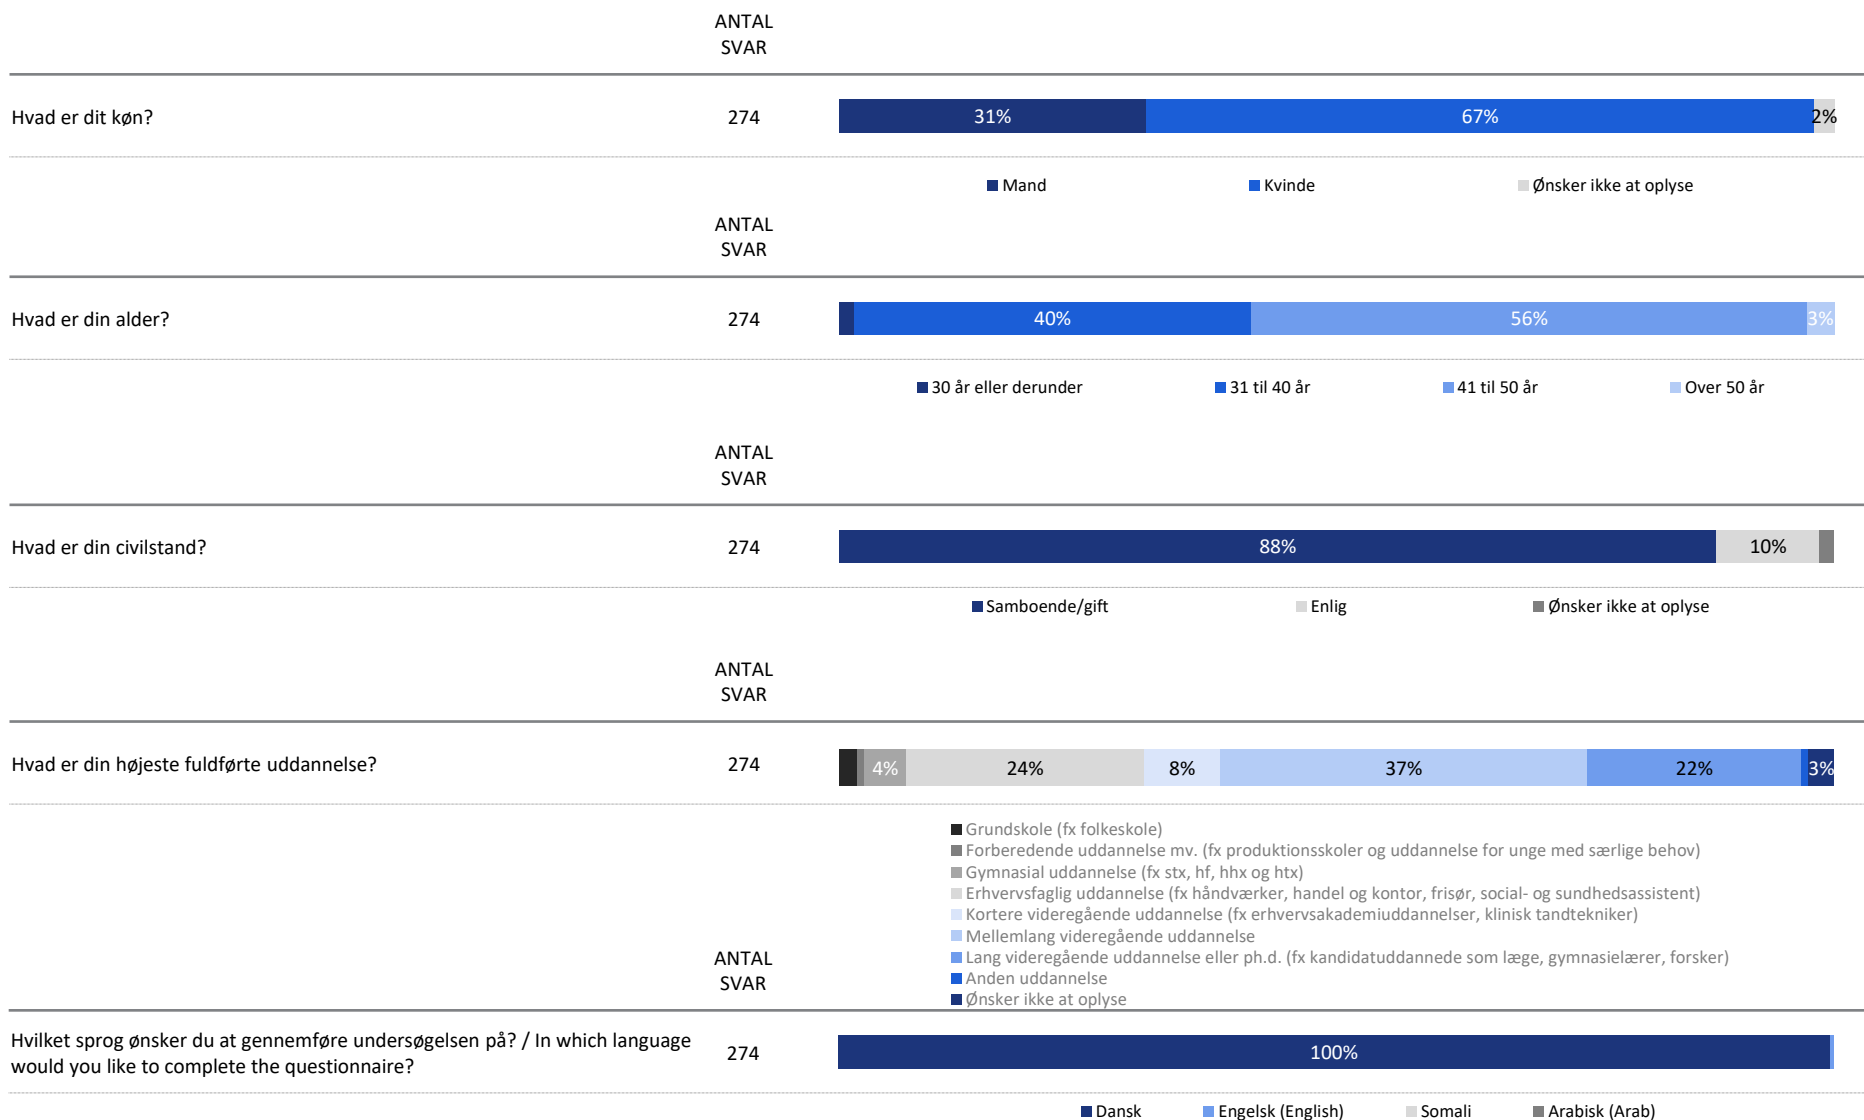 ANTAL
SVAR
Hvad er dit køn?
274
31%
67%
2%
Mand
Kvinde
Ønsker ikke at oplyse
ANTAL
SVAR
Hvad er din alder?
274
40%
56%
3%
30 år eller derunder
31 til 40 år
41 til 50 år
Over 50 år
ANTAL
SVAR
Hvad er din civilstand?
274
88%
10%
Samboende/gift
Enlig
Ønsker ikke at oplyse
ANTAL
SVAR
Hvad er din højeste fuldførte uddannelse?
274
4%
24%
8%
37%
22%
3%
Grundskole (fx folkeskole)
Forberedende uddannelse mv. (fx produktionsskoler og uddannelse for unge med særlige behov)
Gymnasial uddannelse (fx stx, hf, hhx og htx)
Erhvervsfaglig uddannelse (fx håndværker, handel og kontor, frisør, social- og sundhedsassistent)
Kortere videregående uddannelse (fx erhvervsakademiuddannelser, klinisk tandtekniker)
Mellemlang videregående uddannelse
Lang videregående uddannelse eller ph.d. (fx kandidatuddannede som læge, gymnasielærer, forsker)
Anden uddannelse
Ønsker ikke at oplyse
ANTAL
SVAR
Hvilket sprog ønsker du at gennemføre undersøgelsen på? / In which language
would you like to complete the questionnaire?
274
100%
Dansk
Engelsk (English)
Somali
Arabisk (Arab)